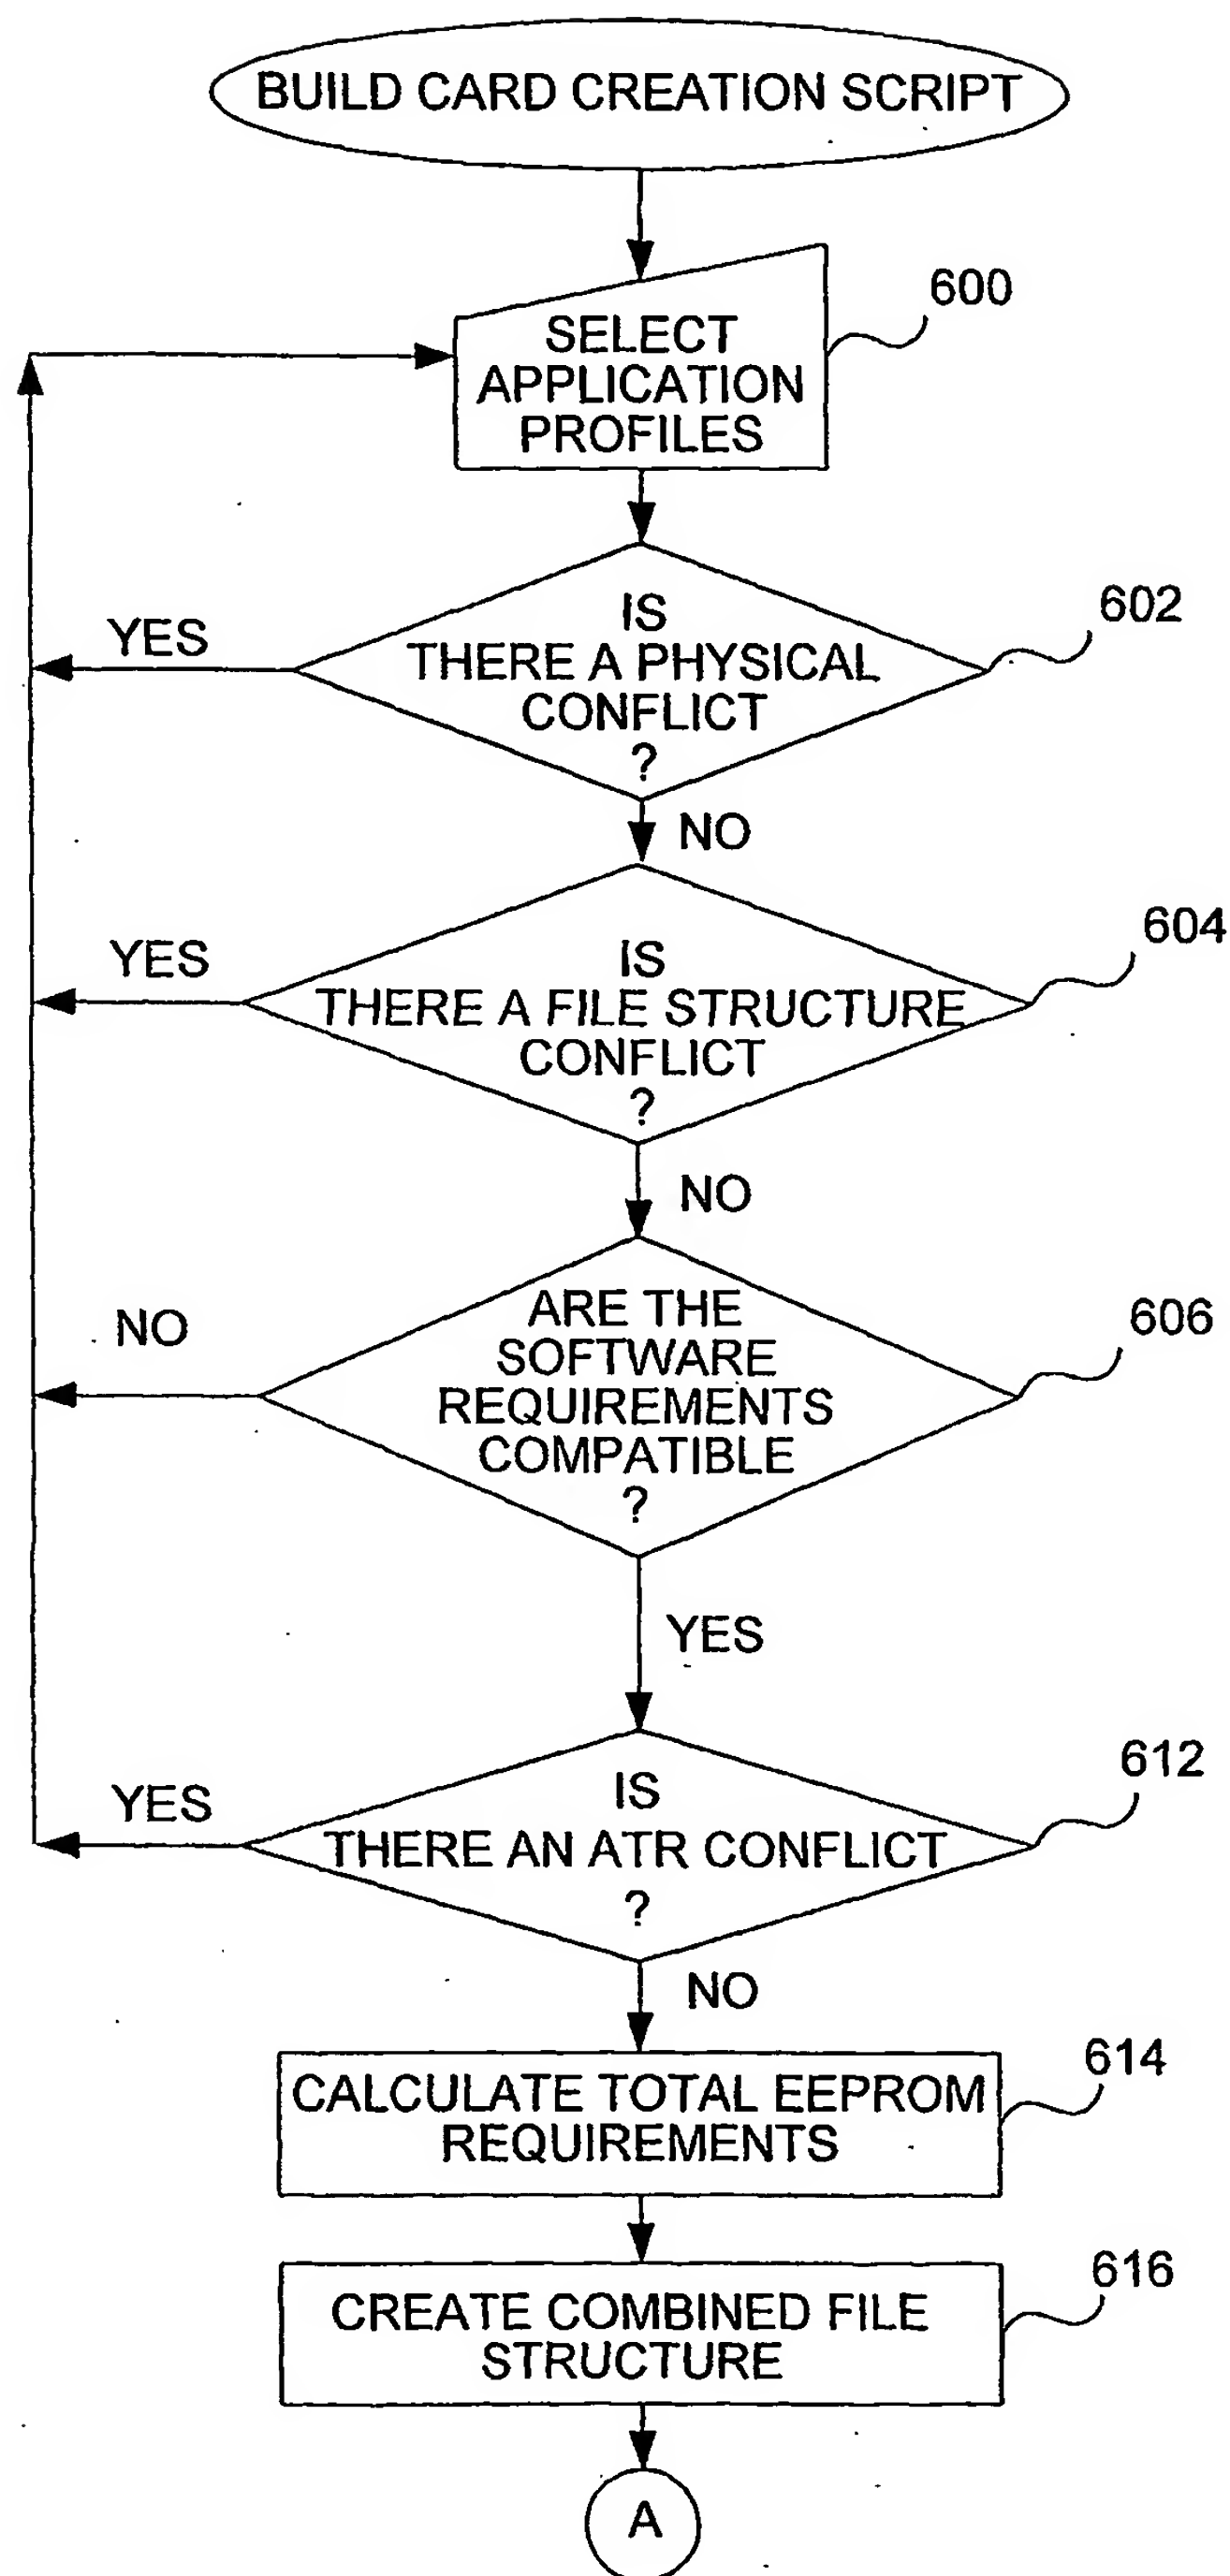 BUILD CARD CREATION SCRIPT
600
SELECT
APPLICATION
PROFILES
602
IS
THERE A PHYSICAL
CONFLICT
?
YES
NO
604
IS
THERE A FILE STRUCTURE
CONFLICT
?
YES
NO
606
ARE THE
SOFTWARE
REQUIREMENTS
COMPATIBLE
?
NO
YES
612
IS
THERE AN ATR CONFLICT
?
YES
NO
614
CALCULATE TOTAL EEPROM
REQUIREMENTS
616
CREATE COMBINED FILE
STRUCTURE
A